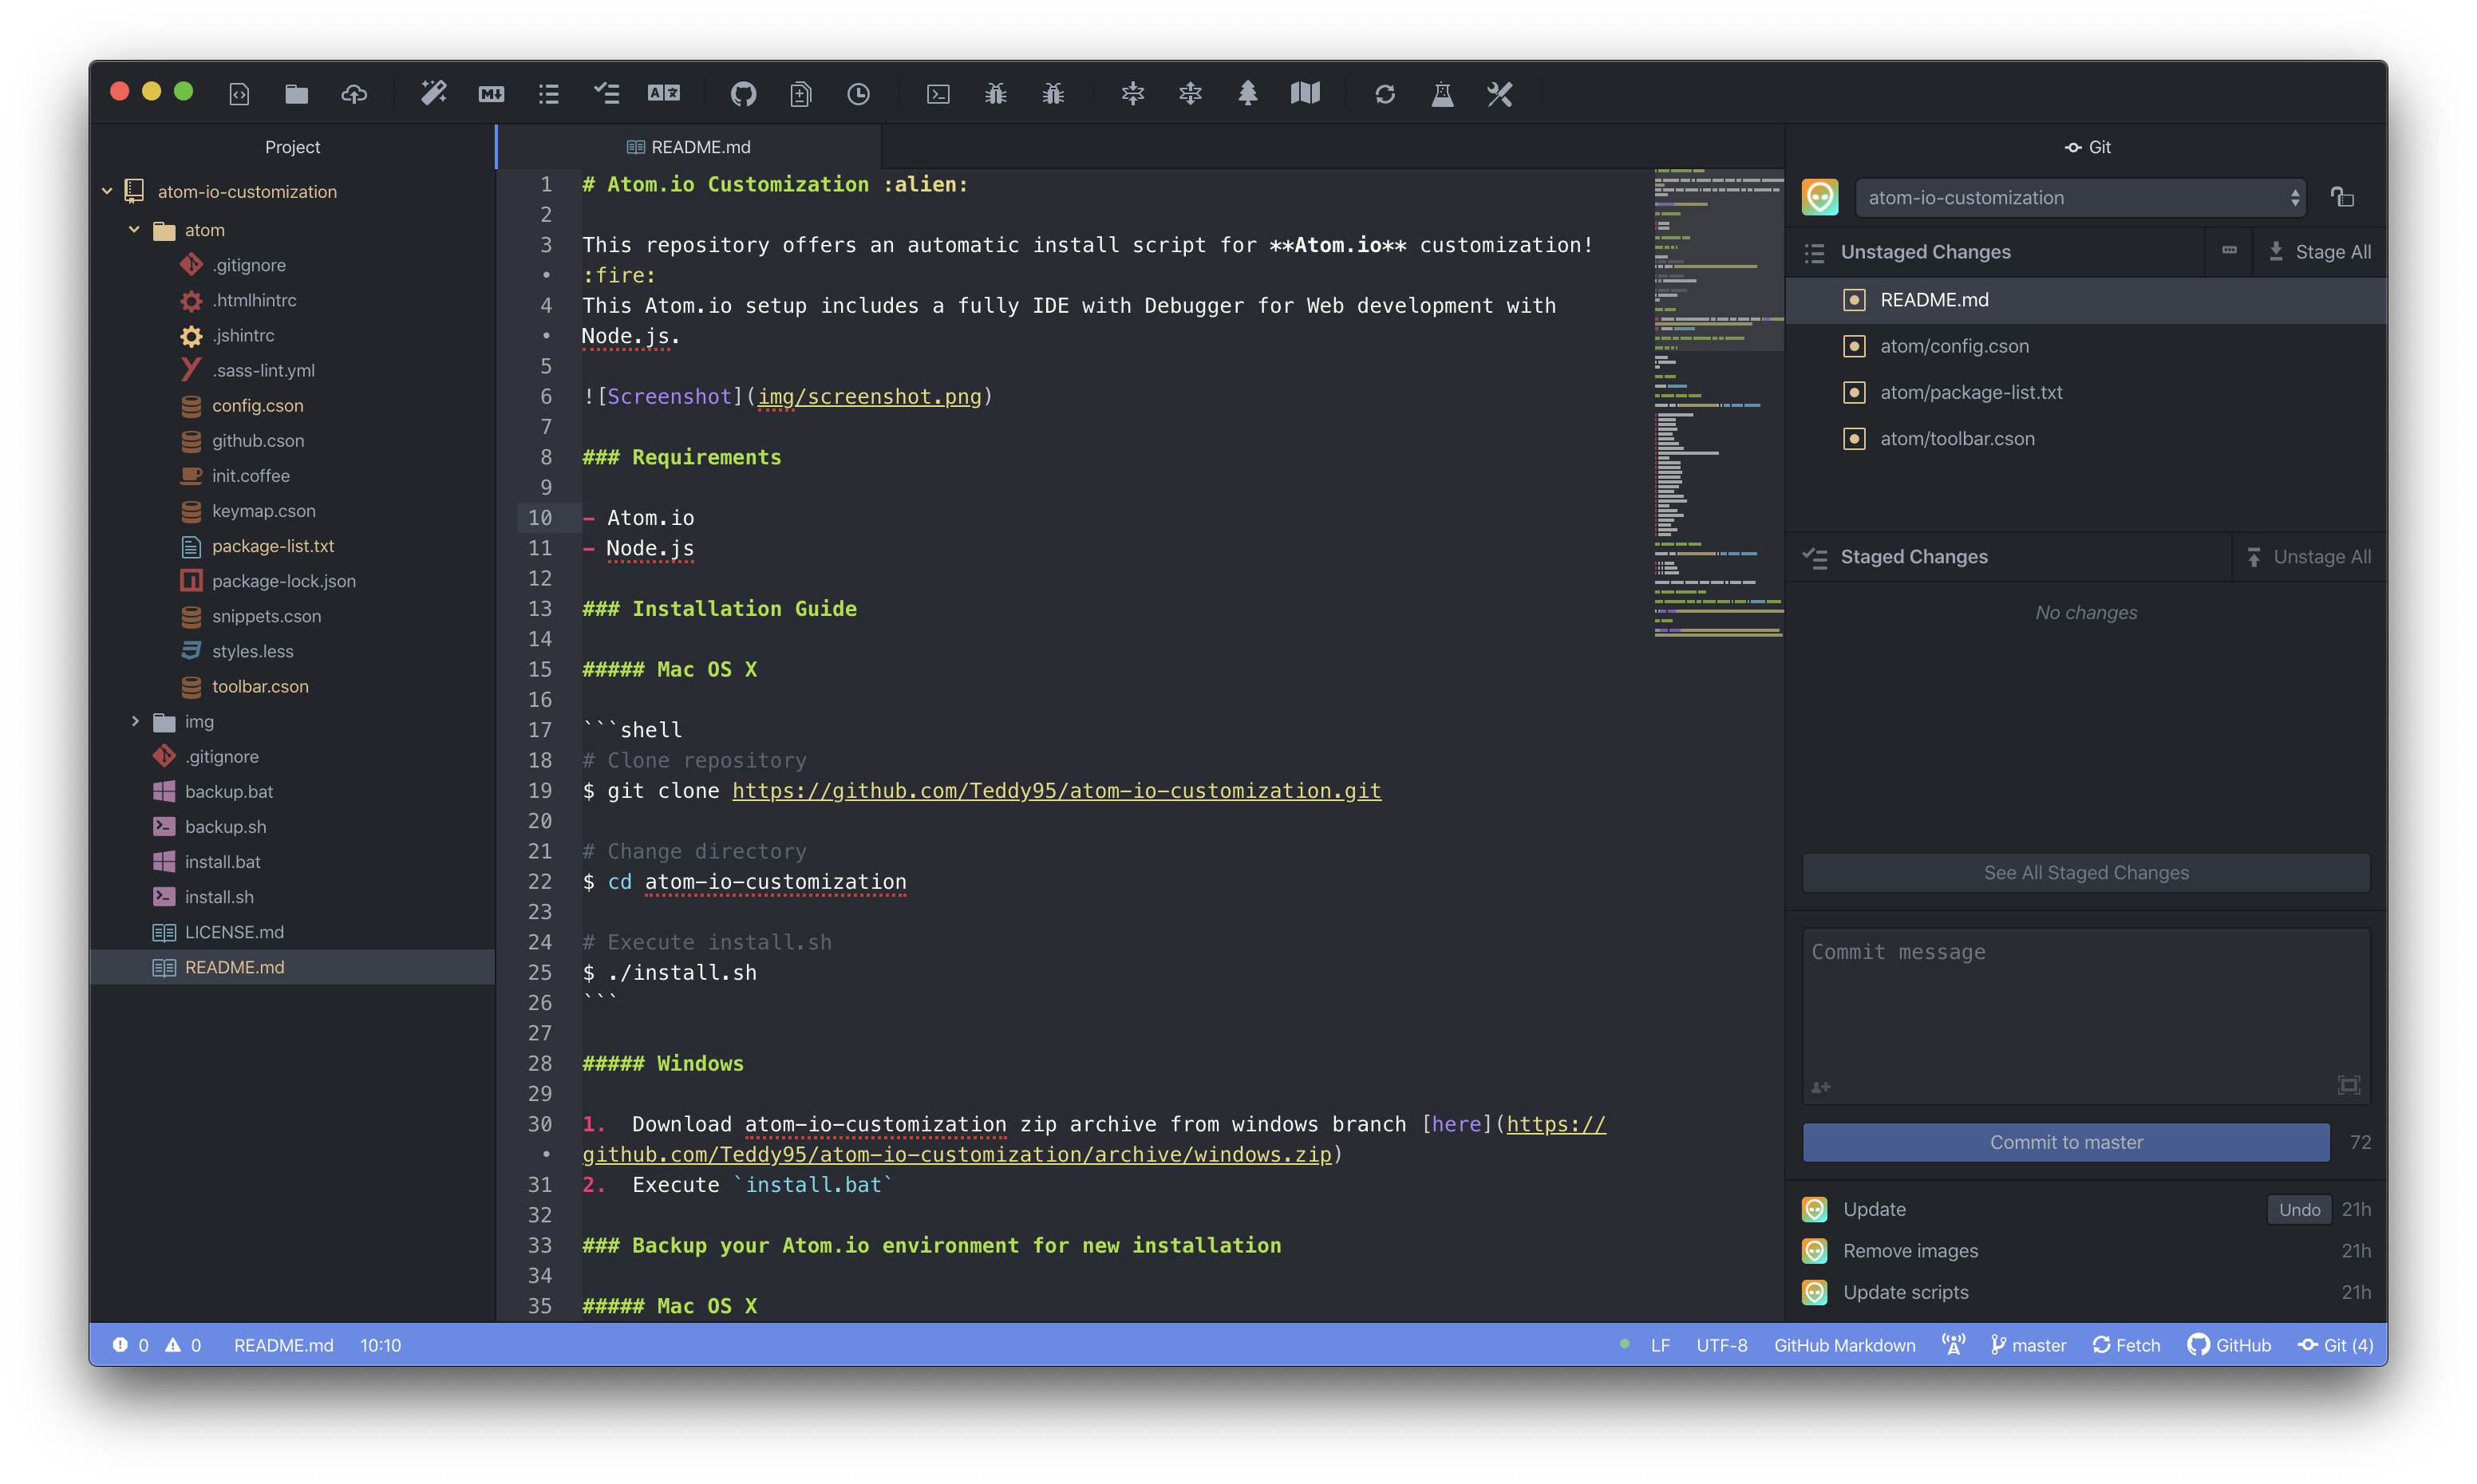 Project
atom-io-customization
atom
.gitignore
.htmlhintrc
.jshintrc
.sass-lint.yml
config.cson
github.cson
init.coffee
keymap.cson
package-list.txt
package-lock.json
snippets.cson
styles.less
toolbar.cson
img
.gitignore
backup.bat
backup.sh
install.bat
install.sh
LICENSE.md
README.md
README.md
1 # Atom.io Customization :alien:
2
3 This repository offers an automatic install script for **Atom.io** customization!
• :fire:
4 This Atom.io setup includes a fully IDE with Debugger for Web development with
• Node.js.
5
6 ![Screenshot](img/screenshot.png)
7
8 ### Requirements
9
10 - Atom.io
11 - Node.js
12
13 ### Installation Guide
14
15 ##### Mac OS X
16
17 ```shell
18 # Clone repository
19 $ git clone https://github.com/Teddy95/atom-io-customization.git
20
21 # Change directory
22 $ cd atom-io-customization
23
24 # Execute install.sh
25 $ ./install.sh
26 ```
27
28 ##### Windows
29
30 1.  Download atom-io-customization zip archive from windows branch [here](https://
• github.com/Teddy95/atom-io-customization/archive/windows.zip)
31 2.  Execute `install.bat`
32
33 ### Backup your Atom.io environment for new installation
34
35 ##### Mac OS X
Git
atom-io-customization
Unstaged Changes Stage All
README.md
atom/config.cson
atom/package-list.txt
atom/toolbar.cson
Staged Changes Unstage All
No changes
See All Staged Changes
Commit message
Commit to master 72
Update Undo 21h
Remove images 21h
Update scripts 21h
0 0 README.md 10:10 LF UTF-8 GitHub Markdown master Fetch GitHub Git (4)